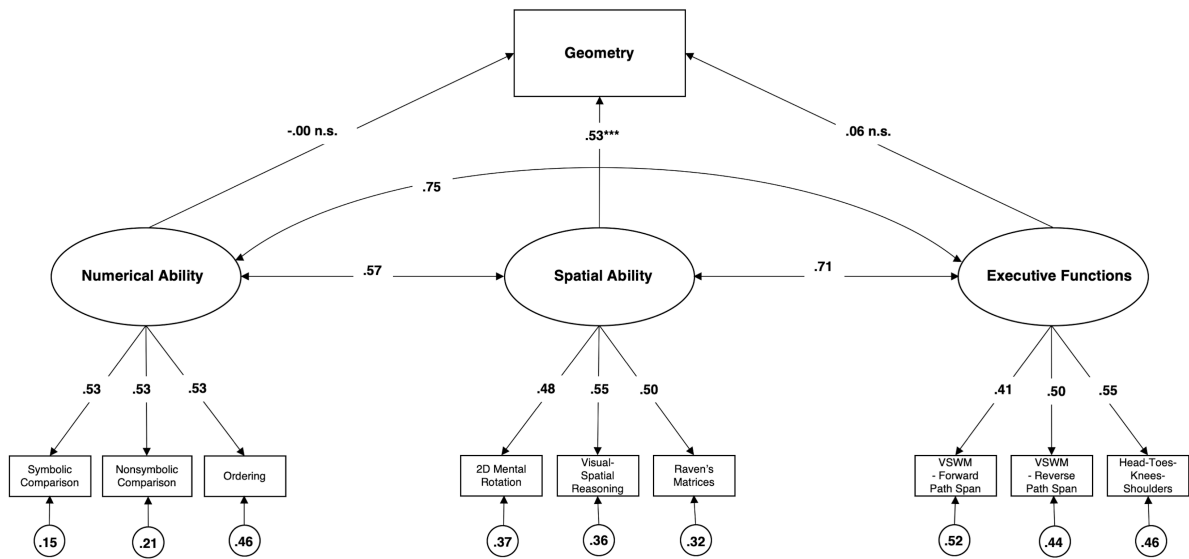 Geometry
-.00 n.s.
.53***
.06 n.s.
.75
Numerical Ability
.57
Spatial Ability
.71
Executive Functions
.53
.53
.53
.48
.55
.50
.41
.50
.55
Symbolic
Comparison
Nonsymbolic
Comparison
Ordering
2D Mental
Rotation
Visual-
Spatial
Reasoning
Raven's
Matrices
VSWM
- Forward
Path Span
VSWM
- Reverse
Path Span
Head-Toes-
Knees-
Shoulders
.15
.21
.46
.37
.36
.32
.52
.44
.46